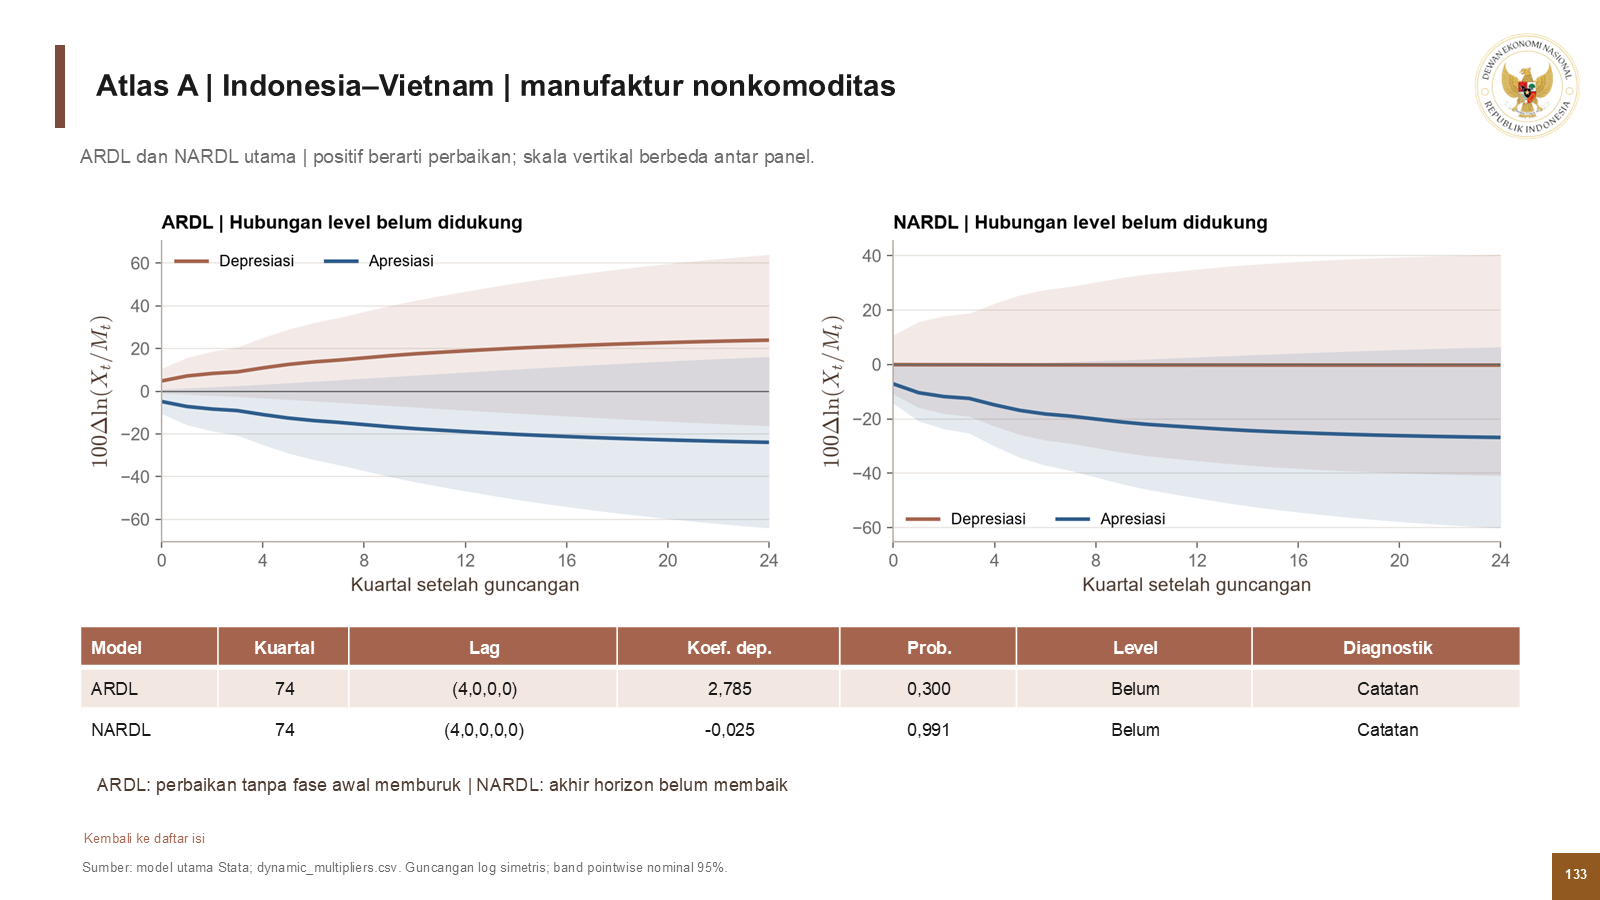 Atlas A | Indonesia–Vietnam | manufaktur nonkomoditas
DEWAN EKONOMI NASIONAL
REPUBLIK INDONESIA
ARDL dan NARDL utama | positif berarti perbaikan; skala vertikal berbeda antar panel.
ARDL | Hubungan level belum didukung
Depresiasi Apresiasi
60
40
20
0
−20
−40
−60
100Δln(Xₜ/Mₜ)
0 4 8 12 16 20 24
Kuartal setelah guncangan
NARDL | Hubungan level belum didukung
40
20
0
−20
−40
−60
100Δln(Xₜ/Mₜ)
Depresiasi Apresiasi
0 4 8 12 16 20 24
Kuartal setelah guncangan
Model Kuartal Lag Koef. dep. Prob. Level Diagnostik
ARDL 74 (4,0,0,0) 2,785 0,300 Belum Catatan
NARDL 74 (4,0,0,0,0) -0,025 0,991 Belum Catatan
ARDL: perbaikan tanpa fase awal memburuk | NARDL: akhir horizon belum membaik
Kembali ke daftar isi
Sumber: model utama Stata; dynamic_multipliers.csv. Guncangan log simetris; band pointwise nominal 95%.
133